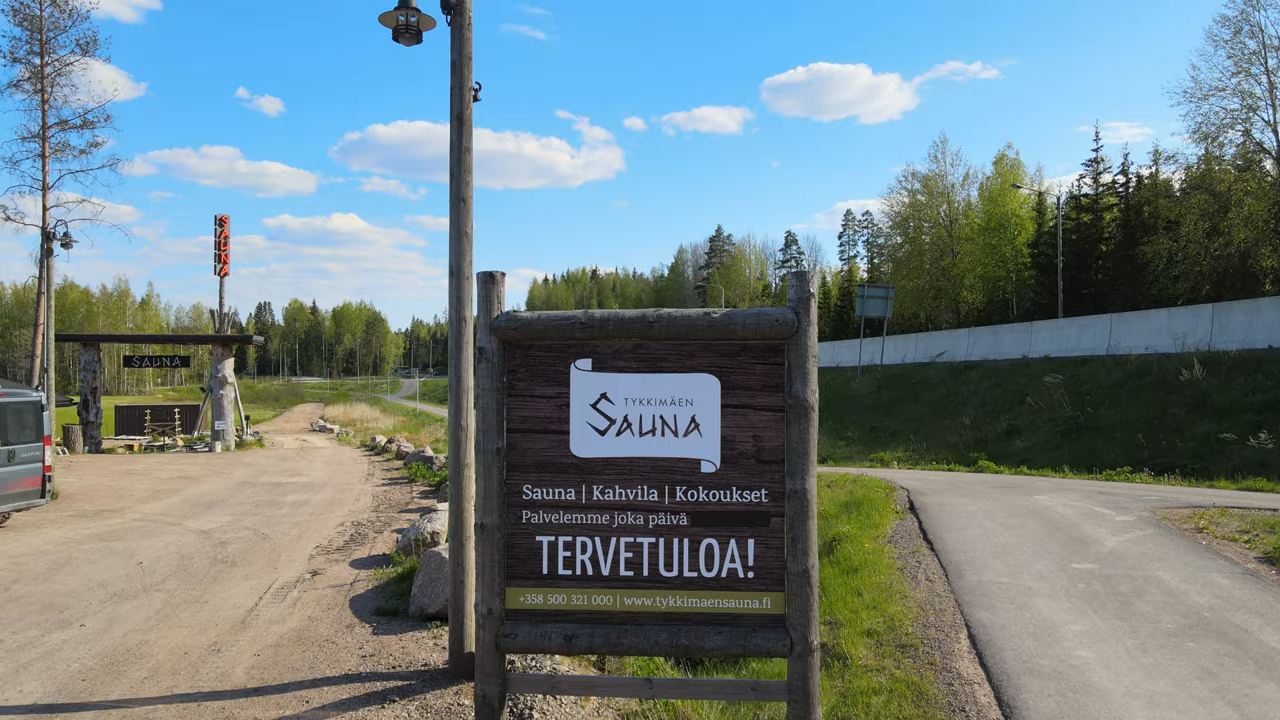 SAUNA
TYKKIMÄEN
SAUNA
Sauna | Kahvila | Kokoukset
Palvelemme joka päivä
TERVETULOA!
+358 500 321 000 | www.tykkimaensauna.fi